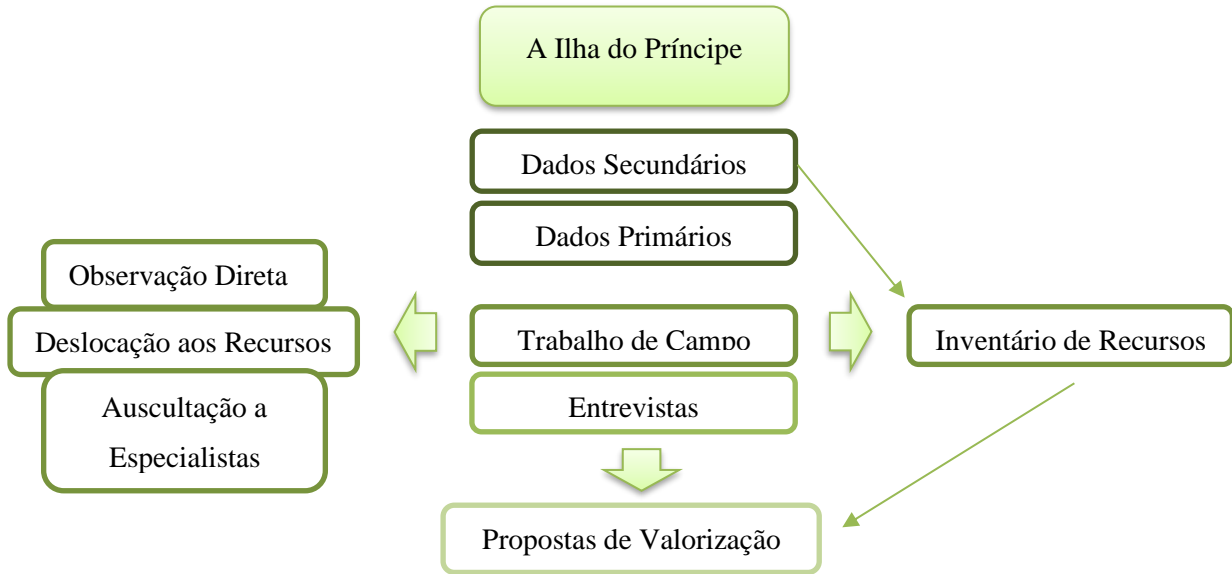 A Ilha do Príncipe
Dados Secundários
Dados Primários
Observação Direta
Deslocação aos Recursos
Trabalho de Campo
Inventário de Recursos
Auscultação a
Especialistas
Entrevistas
Propostas de Valorização